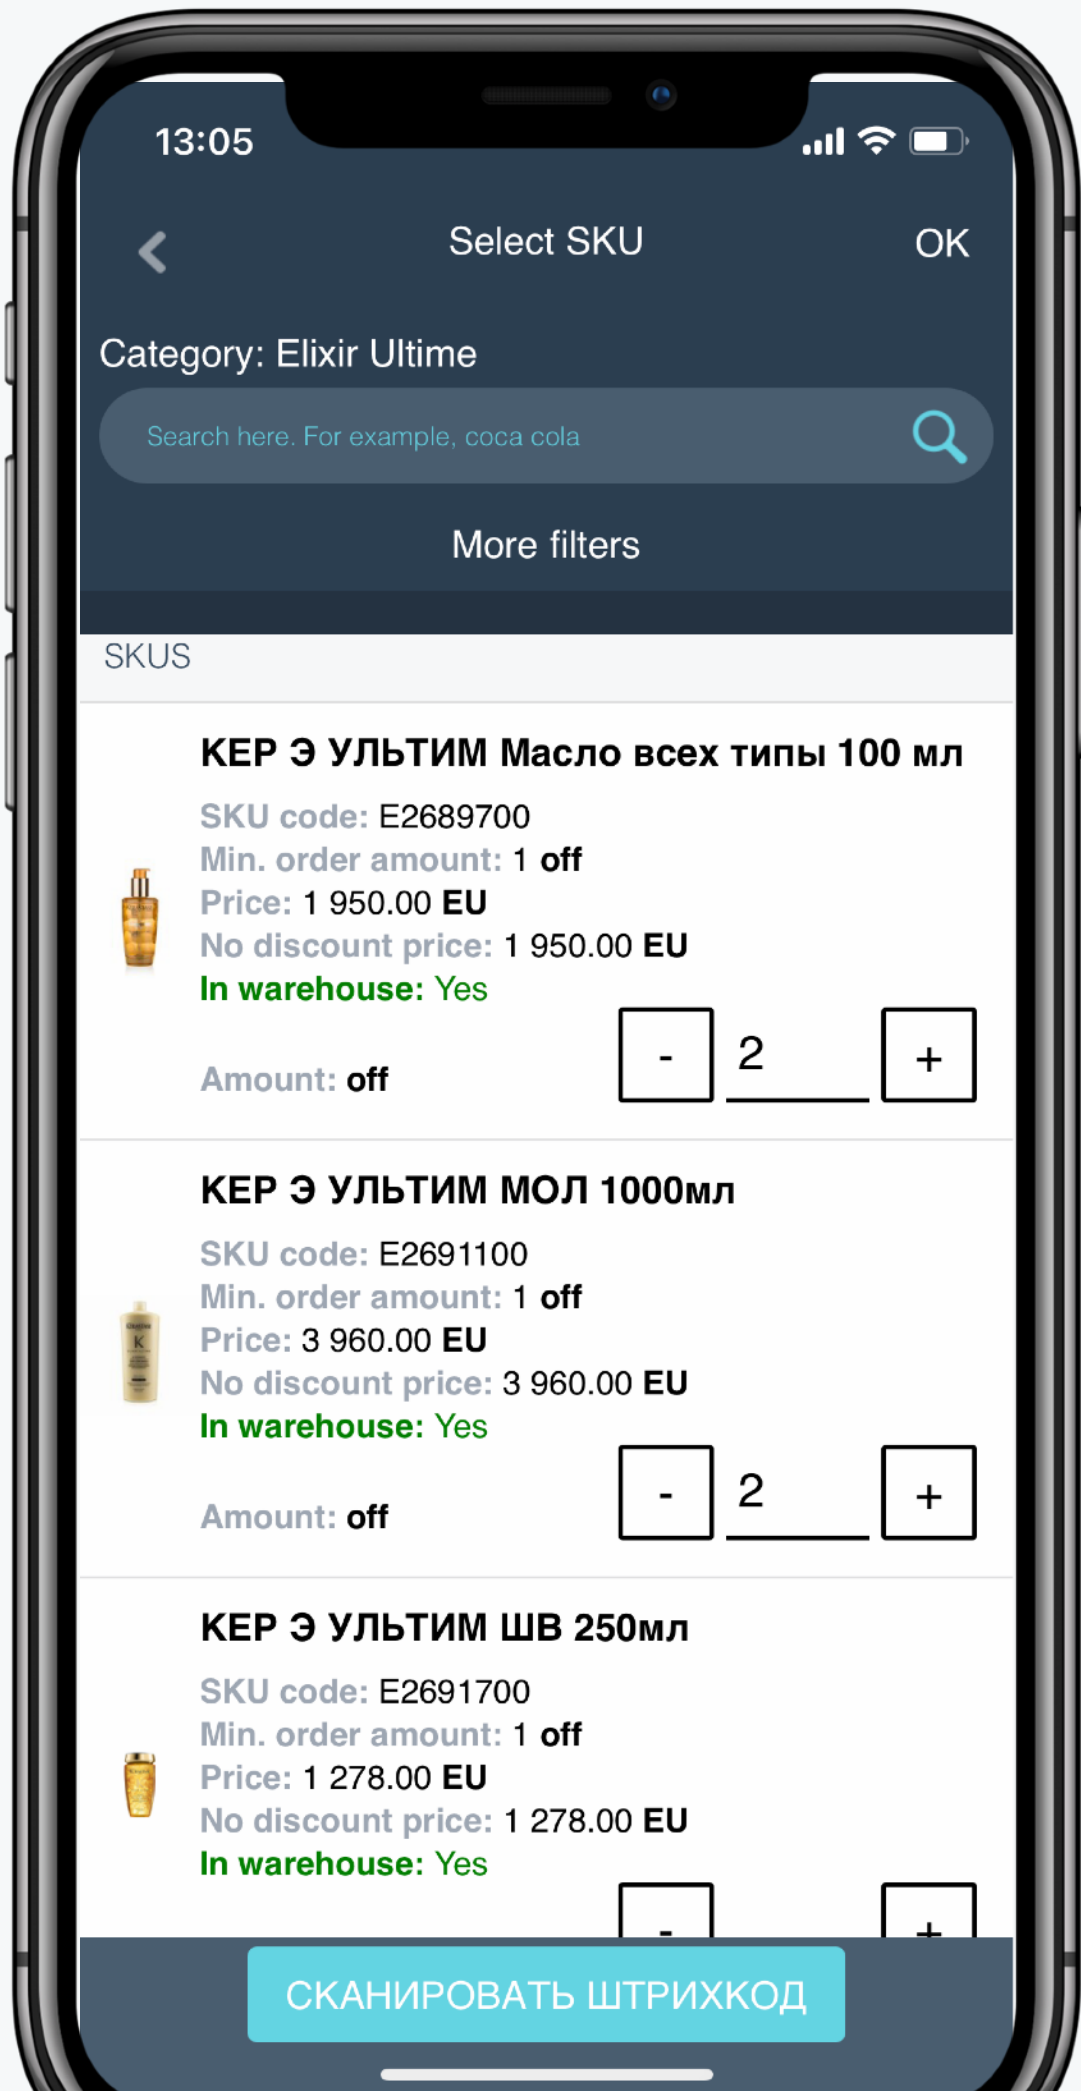 13:05
Select SKU
OK
Category: Elixir Ultime
Search here. For example, coca cola
More filters
SKUS
КЕР Э УЛЬТИМ Масло всех типы 100 мл
SKU code: E2689700
Min. order amount: 1 off
Price: 1 950.00 EU
No discount price: 1 950.00 EU
In warehouse: Yes
Amount: off
- 2 +
КЕР Э УЛЬТИМ МОЛ 1000мл
SKU code: E2691100
Min. order amount: 1 off
Price: 3 960.00 EU
No discount price: 3 960.00 EU
In warehouse: Yes
Amount: off
- 2 +
КЕР Э УЛЬТИМ ШВ 250мл
SKU code: E2691700
Min. order amount: 1 off
Price: 1 278.00 EU
No discount price: 1 278.00 EU
In warehouse: Yes
- +
СКАНИРОВАТЬ ШТРИХКОД